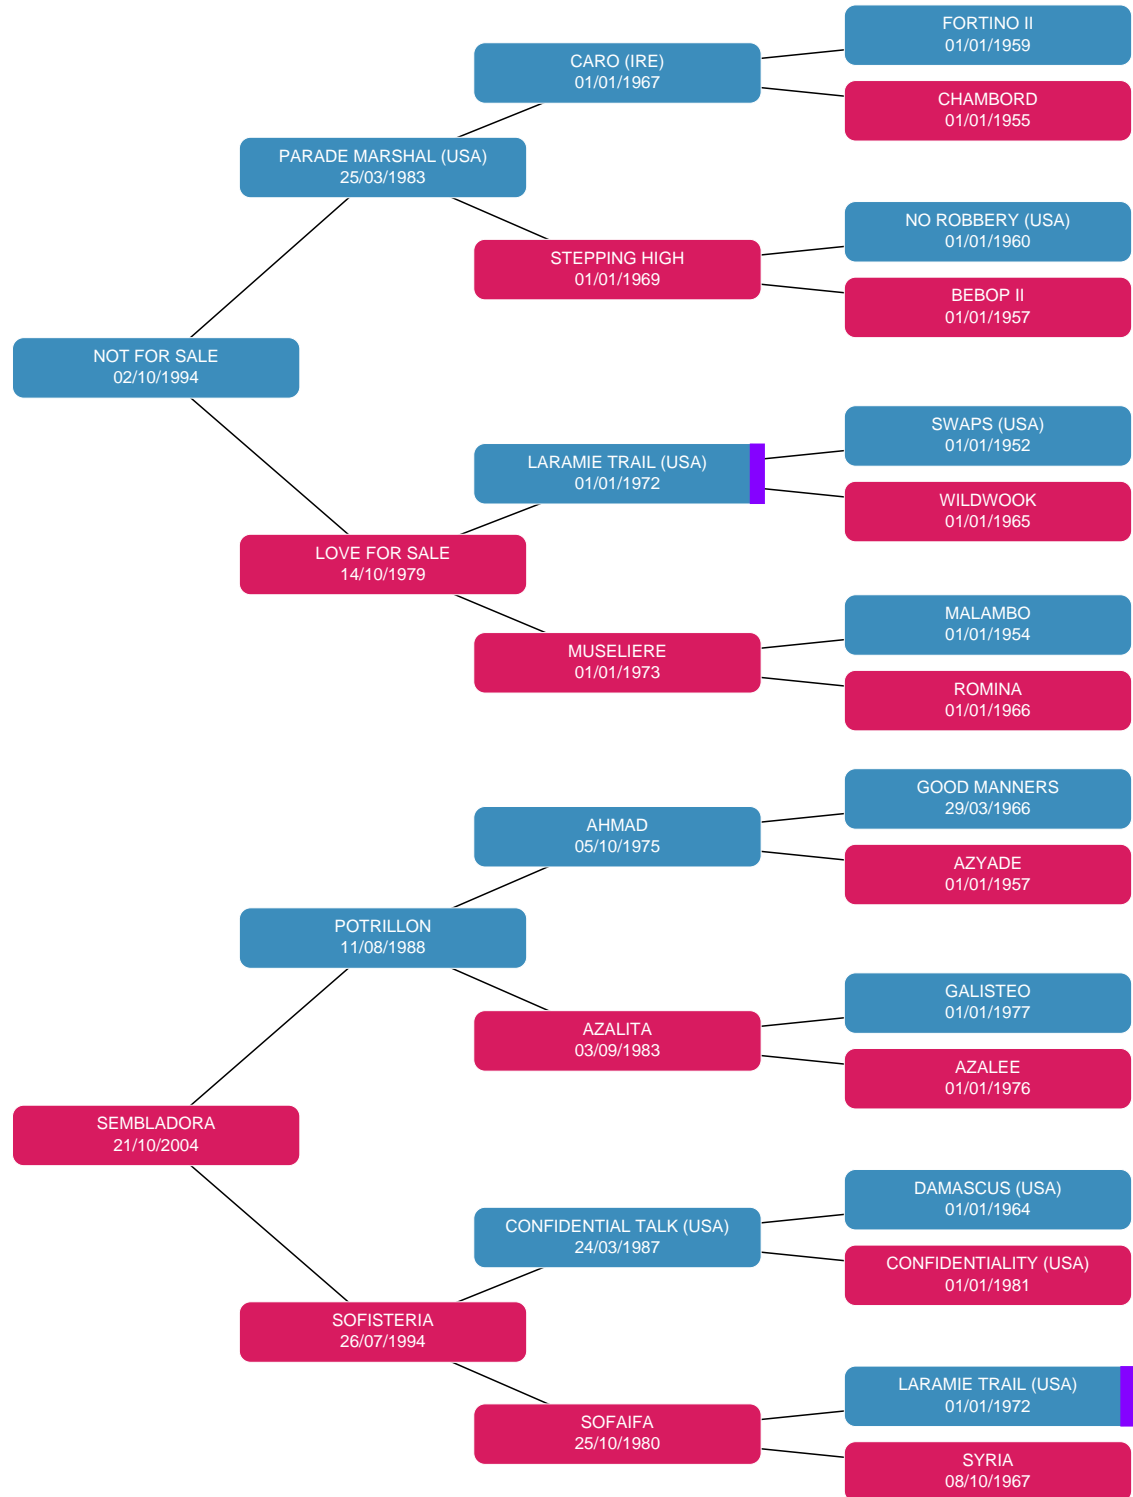 FORTINO II
01/01/1959
CARO (IRE)
01/01/1967
CHAMBORD
01/01/1955
PARADE MARSHAL (USA)
25/03/1983
NO ROBBERY (USA)
01/01/1960
STEPPING HIGH
01/01/1969
BEBOP II
01/01/1957
NOT FOR SALE
02/10/1994
SWAPS (USA)
01/01/1952
LARAMIE TRAIL (USA)
01/01/1972
WILDWOOK
01/01/1965
LOVE FOR SALE
14/10/1979
MALAMBO
01/01/1954
MUSELIERE
01/01/1973
ROMINA
01/01/1966
GOOD MANNERS
29/03/1966
AHMAD
05/10/1975
AZYADE
01/01/1957
POTRILLON
11/08/1988
GALISTEO
01/01/1977
AZALITA
03/09/1983
AZALEE
01/01/1976
SEMBLADORA
21/10/2004
DAMASCUS (USA)
01/01/1964
CONFIDENTIAL TALK (USA)
24/03/1987
CONFIDENTIALITY (USA)
01/01/1981
SOFISTERIA
26/07/1994
LARAMIE TRAIL (USA)
01/01/1972
SOFAIFA
25/10/1980
SYRIA
08/10/1967